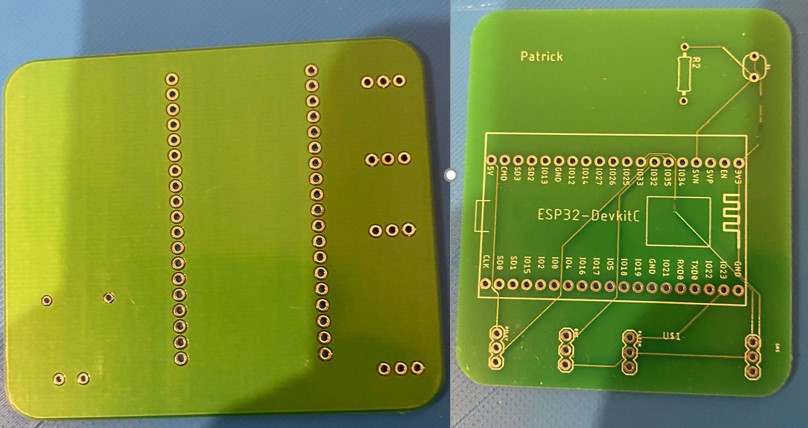 Patrick
R2
5V
CMD
SD3
SD2
IO13
GND
IO12
IO14
IO27
IO26
IO25
IO33
IO32
IO35
IO34
SVN
SVP
EN
3V3
ESP32-DevkitC
CLK
SD0
SD1
IO15
IO2
IO0
IO4
IO16
IO17
IO5
IO18
IO19
GND
IO21
RXD0
TXD0
IO22
IO23
GND
U$1